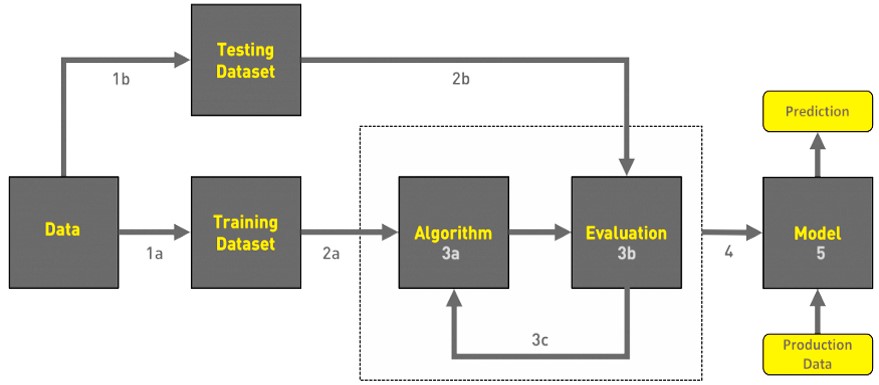 Testing
Dataset
1b
2b
Prediction
Data
1a
Training
Dataset
2a
Algorithm
3a
Evaluation
3b
4
Model
5
3c
Production
Data